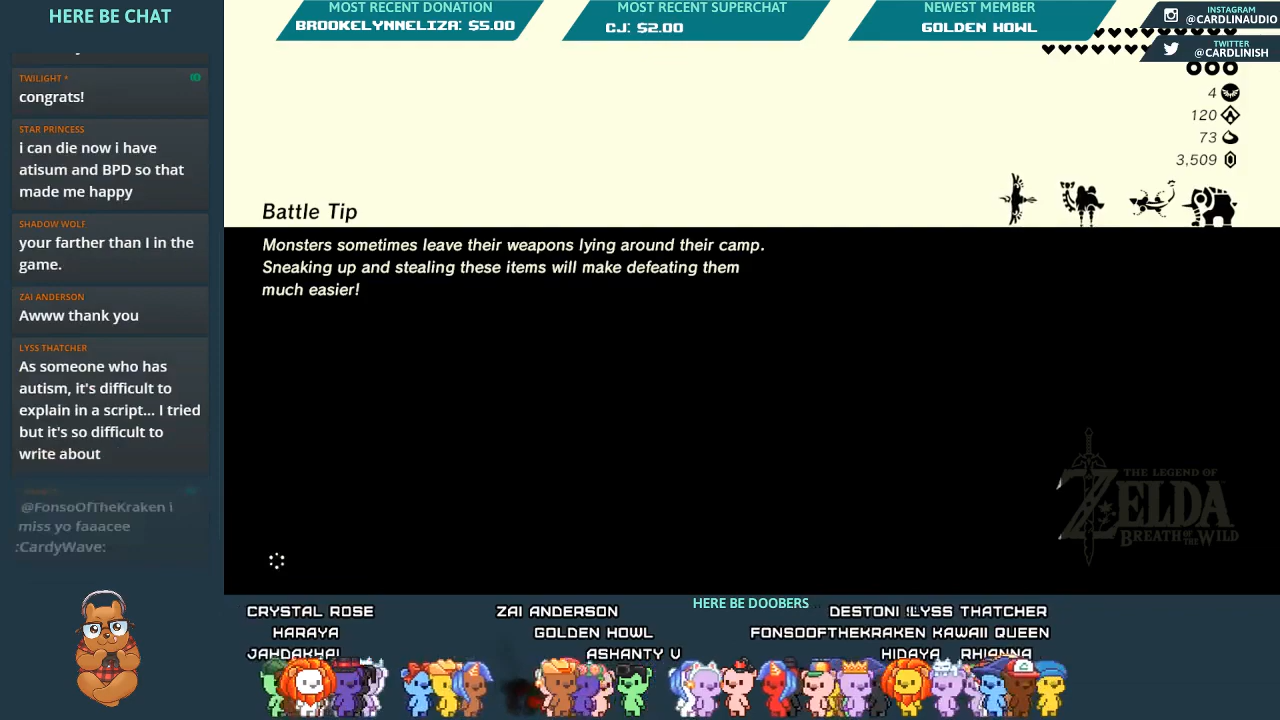 HERE BE CHAT
TWILIGHT *
congrats!
STAR PRINCESS
i can die now i have
atisum and BPD so that
made me happy
SHADOW WOLF
your farther than I in the
game.
ZAI ANDERSON
Awww thank you
LYSS THATCHER
As someone who has
autism, it's difficult to
explain in a script... I tried
but it's so difficult to
write about
@FonsoOfTheKraken i
miss yo faaacee
:CardyWave:
MOST RECENT DONATION
BROOKELYNNELIZA: $5.00
MOST RECENT SUPERCHAT
CJ: $2.00
NEWEST MEMBER
GOLDEN HOWL
INSTAGRAM
@CARDLINAUDIO
TWITTER
@CARDLINISH
4
120
73
3,509
Battle Tip
Monsters sometimes leave their weapons lying around their camp.
Sneaking up and stealing these items will make defeating them
much easier!
THE LEGEND OF
ZELDA
BREATH OF THE WILD
HERE BE DOOBERS
CRYSTAL ROSE ZAI ANDERSON DESTONI LYSS THATCHER
HARAYA GOLDEN HOWL FONSOOFTHEKRAKEN KAWAII QUEEN
JAHDAKHAI ASHANTY V HIDAYA RHIANNA